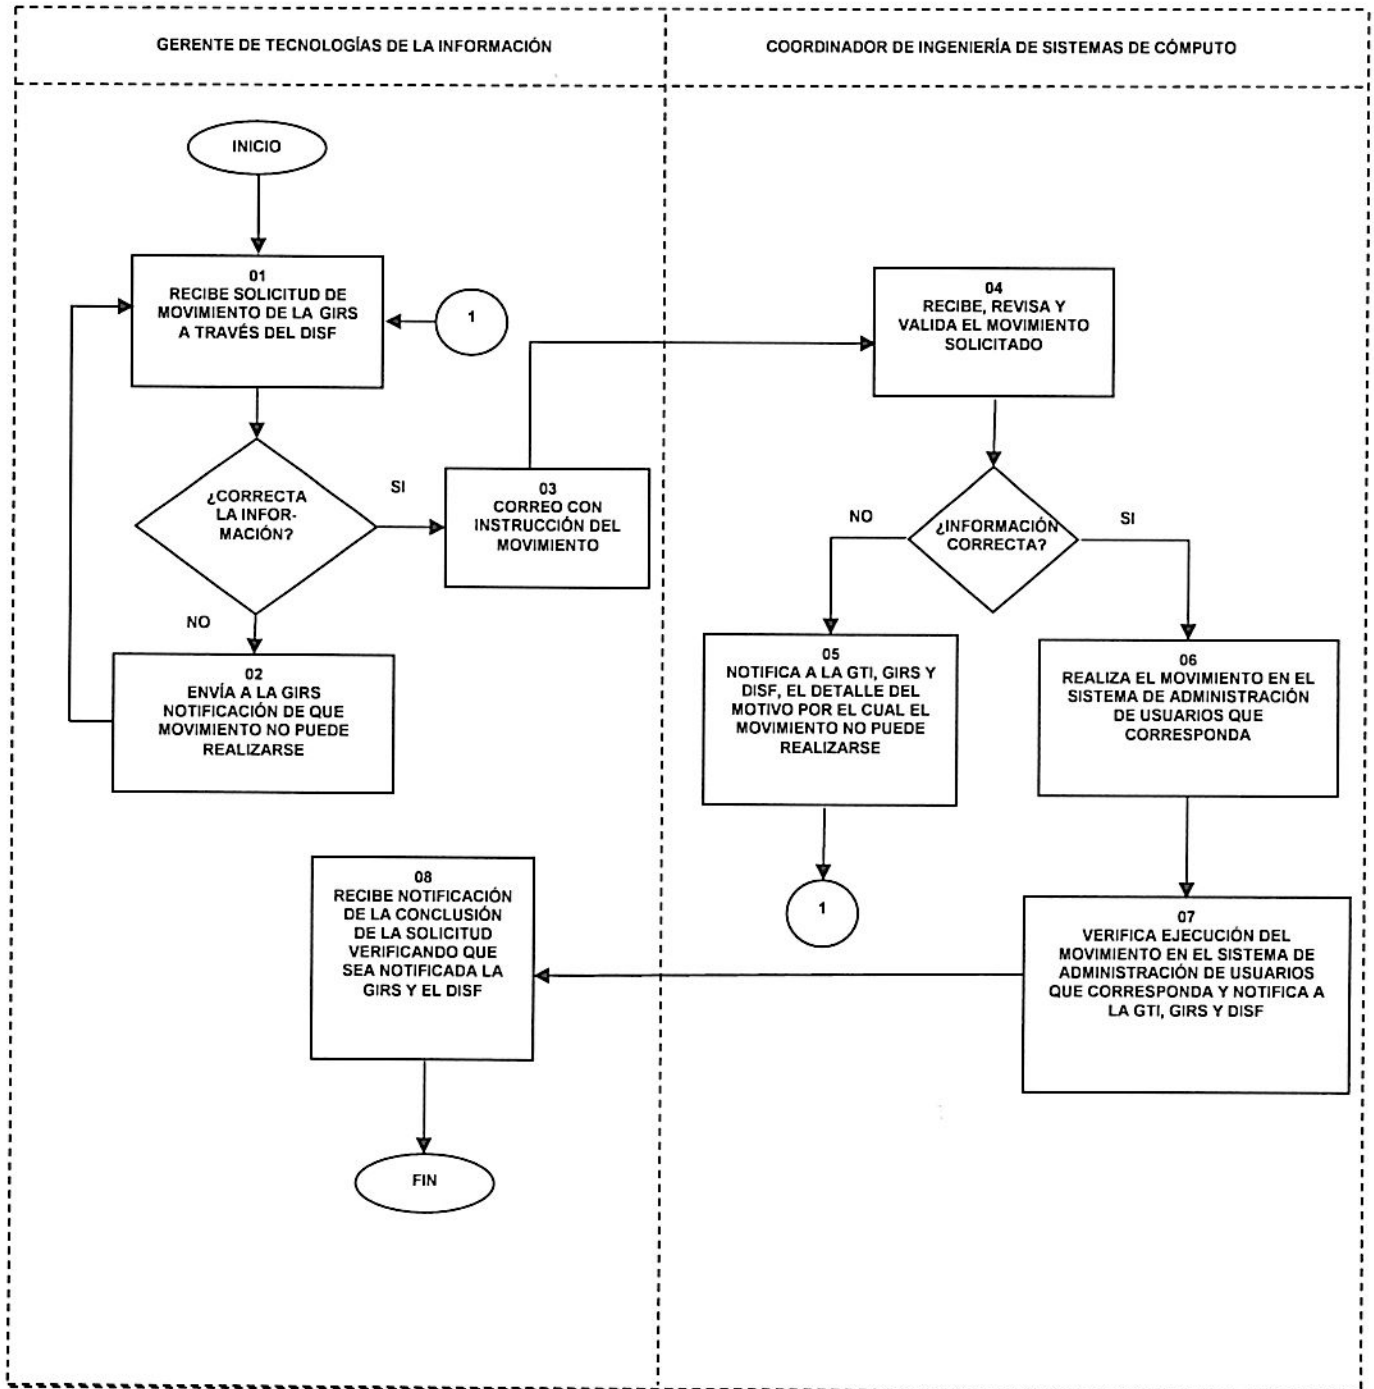 GERENTE DE TECNOLOGÍAS DE LA INFORMACIÓN
COORDINADOR DE INGENIERÍA DE SISTEMAS DE CÓMPUTO
INICIO
01
RECIBE SOLICITUD DE
MOVIMIENTO DE LA GIRS
A TRAVÉS DEL DISF
1
¿CORRECTA
LA INFOR-
MACIÓN?
SI
NO
02
ENVÍA A LA GIRS
NOTIFICACIÓN DE QUE
MOVIMIENTO NO PUEDE
REALIZARSE
03
CORREO CON
INSTRUCCIÓN DEL
MOVIMIENTO
04
RECIBE, REVISA Y
VALIDA EL MOVIMIENTO
SOLICITADO
¿INFORMACIÓN
CORRECTA?
NO
SI
05
NOTIFICA A LA GTI, GIRS Y
DISF, EL DETALLE DEL
MOTIVO POR EL CUAL EL
MOVIMIENTO NO PUEDE
REALIZARSE
1
06
REALIZA EL MOVIMIENTO EN EL
SISTEMA DE ADMINISTRACIÓN
DE USUARIOS QUE
CORRESPONDA
07
VERIFICA EJECUCIÓN DEL
MOVIMIENTO EN EL SISTEMA DE
ADMINISTRACIÓN DE USUARIOS
QUE CORRESPONDA Y NOTIFICA A
LA GTI, GIRS Y DISF
08
RECIBE NOTIFICACIÓN
DE LA CONCLUSIÓN
DE LA SOLICITUD
VERIFICANDO QUE
SEA NOTIFICADA LA
GIRS Y EL DISF
FIN